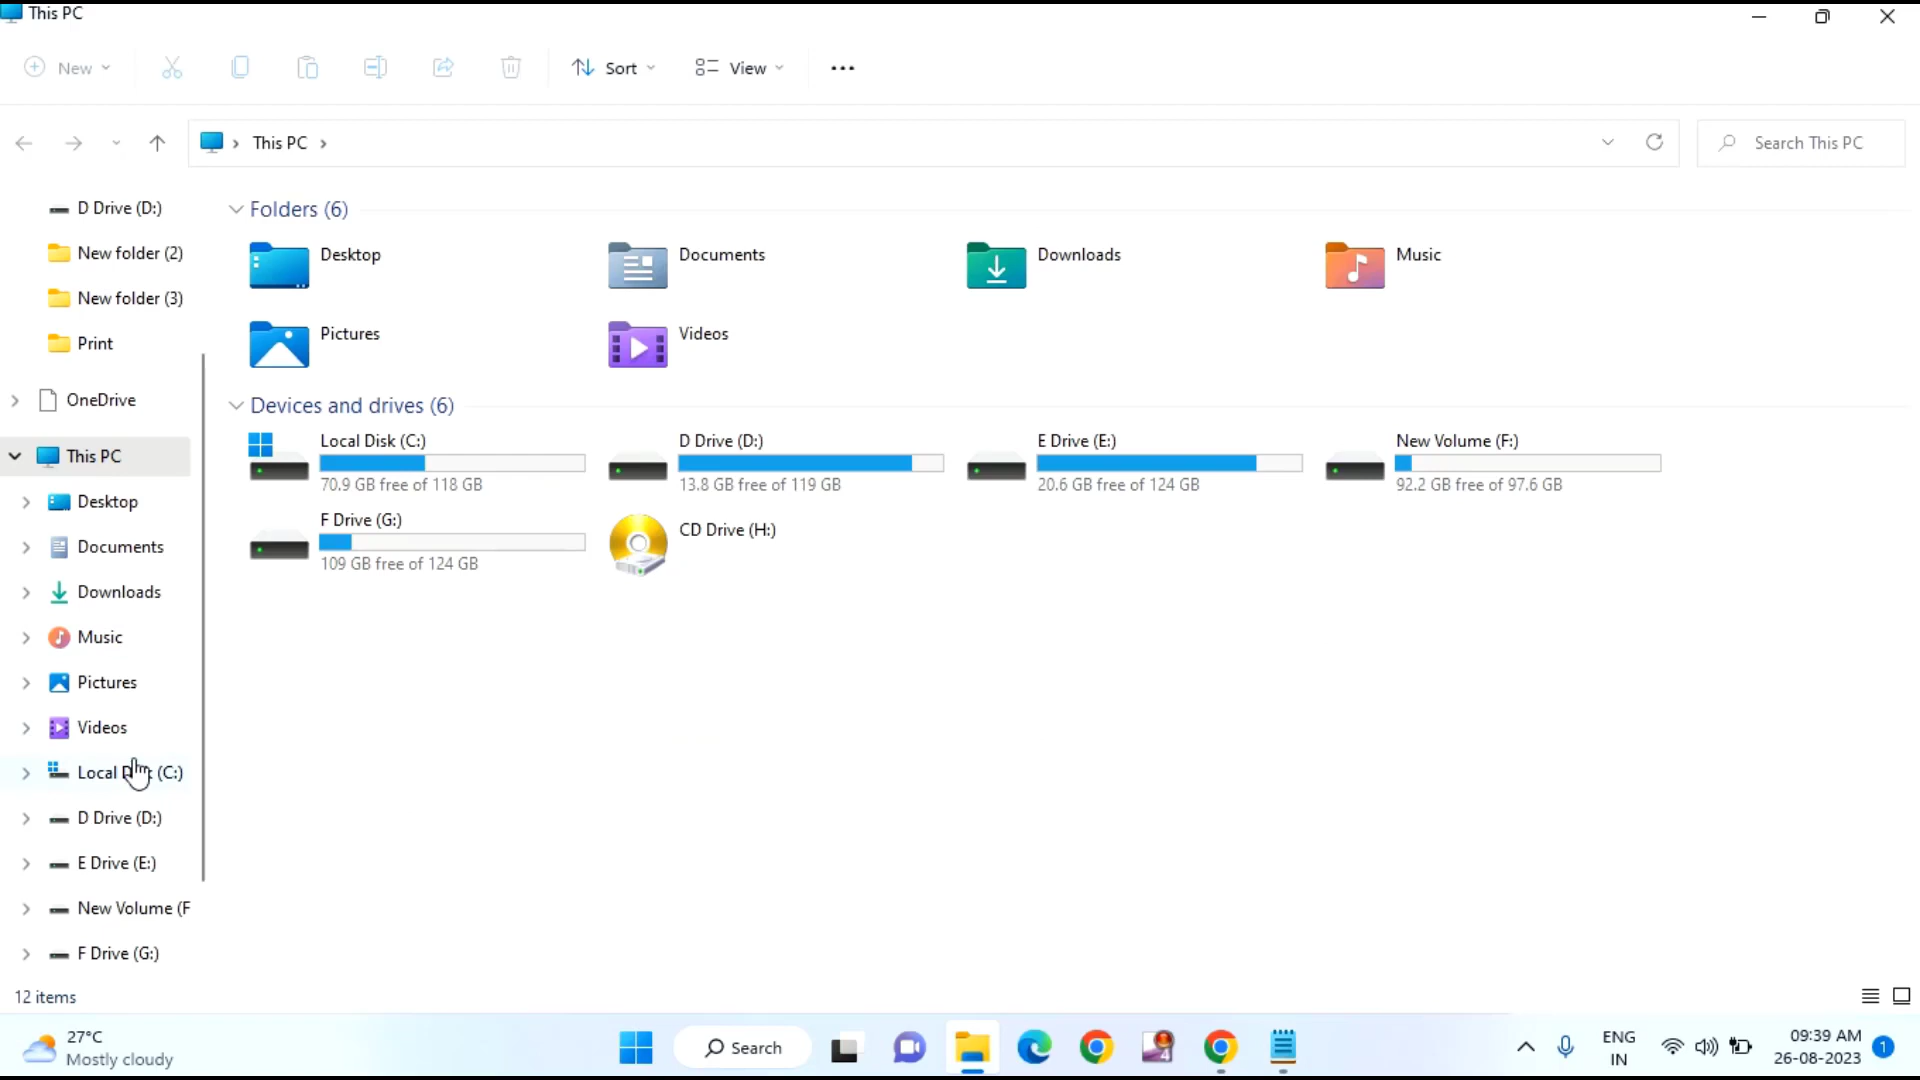 This PC
New
Sort
View
This PC
Search This PC
D Drive (D:)
New folder (2)
New folder (3)
Print
OneDrive
This PC
Desktop
Documents
Downloads
Music
Pictures
Videos
Local (C:)
D Drive (D:)
E Drive (E:)
New Volume (F
F Drive (G:)
Folders (6)
Desktop
Documents
Downloads
Music
Pictures
Videos
Devices and drives (6)
Local Disk (C:)
70.9 GB free of 118 GB
D Drive (D:)
13.8 GB free of 119 GB
E Drive (E:)
20.6 GB free of 124 GB
New Volume (F:)
92.2 GB free of 97.6 GB
F Drive (G:)
109 GB free of 124 GB
CD Drive (H:)
12 items
27°C
Mostly cloudy
Search
4
ENG
IN
09:39 AM
26-08-2023
1